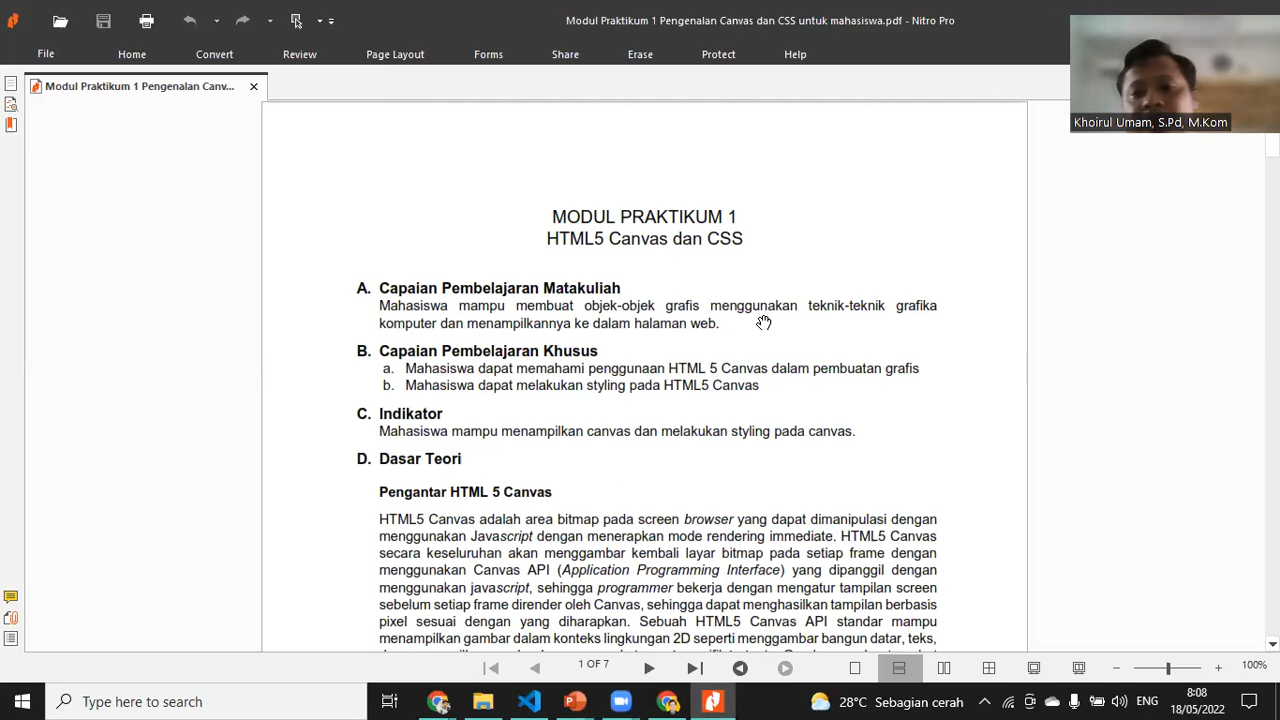 Modul Praktikum 1 Pengenalan Canvas dan CSS untuk mahasiswa.pdf - Nitro Pro
File Home Convert Review Page Layout Forms Share Erase Protect Help
Modul Praktikum 1 Pengenalan Canv...
Khoirul Umam, S.Pd, M.Kom
MODUL PRAKTIKUM 1
HTML5 Canvas dan CSS
A. Capaian Pembelajaran Matakuliah
Mahasiswa mampu membuat objek-objek grafis menggunakan teknik-teknik grafika
komputer dan menampilkannya ke dalam halaman web.
B. Capaian Pembelajaran Khusus
a. Mahasiswa dapat memahami penggunaan HTML 5 Canvas dalam pembuatan grafis
b. Mahasiswa dapat melakukan styling pada HTML5 Canvas
C. Indikator
Mahasiswa mampu menampilkan canvas dan melakukan styling pada canvas.
D. Dasar Teori
Pengantar HTML 5 Canvas
HTML5 Canvas adalah area bitmap pada screen browser yang dapat dimanipulasi dengan
menggunakan Javascript dengan menerapkan mode rendering immediate. HTML5 Canvas
secara keseluruhan akan menggambar kembali layar bitmap pada setiap frame dengan
menggunakan Canvas API (Application Programming Interface) yang dipanggil dengan
menggunakan javascript, sehingga programmer bekerja dengan mengatur tampilan screen
sebelum setiap frame dirender oleh Canvas, sehingga dapat menghasilkan tampilan berbasis
pixel sesuai dengan yang diharapkan. Sebuah HTML5 Canvas API standar mampu
menampilkan gambar dalam konteks lingkungan 2D seperti menggambar bangun datar, teks,
1 OF 7
100%
Type here to search
28°C Sebagian cerah
ENG
8:08
18/05/2022